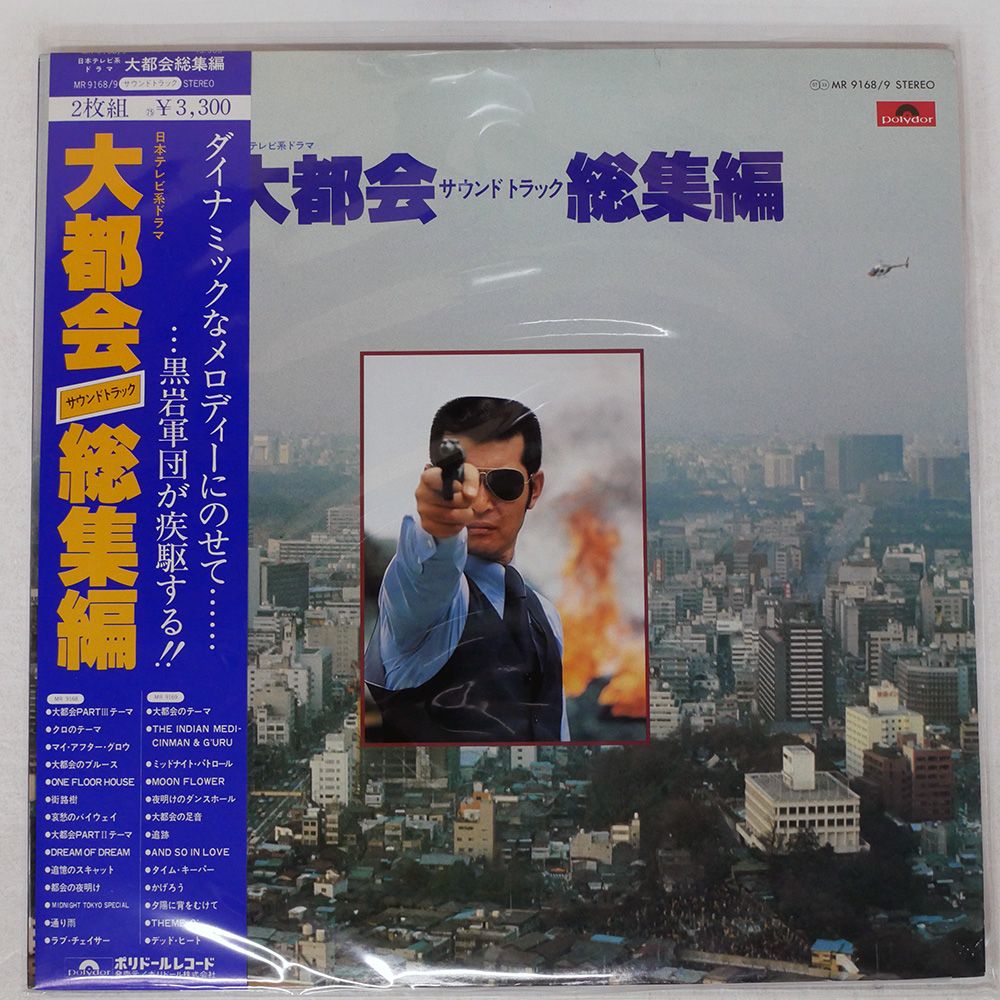 日本テレビ系
ドラマ 大都会総集編
MR 9168/9 サウンドトラック STEREO
2枚組 ¥3,300
日本テレビ系ドラマ
大都会
サウンドトラック
総集編
ダイナミックなメロディーにのせて……
…黒岩軍団が疾駆する!!
MR 9168
●大都会PARTIIIテーマ
●クロのテーマ
●マイ・アフター・グロウ
●大都会のブルース
●ONE FLOOR HOUSE
●街路樹
●哀愁のハイウェイ
●大都会PARTIIテーマ
●DREAM OF DREAM
●追憶のスキャット
●都会の夜明け
●MIDNIGHT TOKYO SPECIAL
●通り雨
●ラブ・チェイサー
MR 9169
●大都会のテーマ
●THE INDIAN MEDI-
CINMAN & G'URU
●ミッドナイト・パトロール
●MOON FLOWER
●夜明けのダンスホール
●大都会の足音
●追跡
●AND SO IN LOVE
●タイム・キーパー
●かげろう
●夕陽に背をむけて
●THEME
●デッド・ヒート
polydor
ポリドールレコード
MR 9168/9 STEREO
polydor
テレビ系ドラマ
大都会サウンドトラック総集編